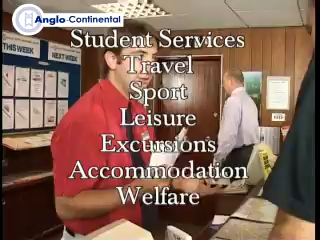 Anglo-Continental
THIS WEEK
NEXT WEEK
Student Services
Travel
Sport
Leisure
Excursions
Accommodation
Welfare